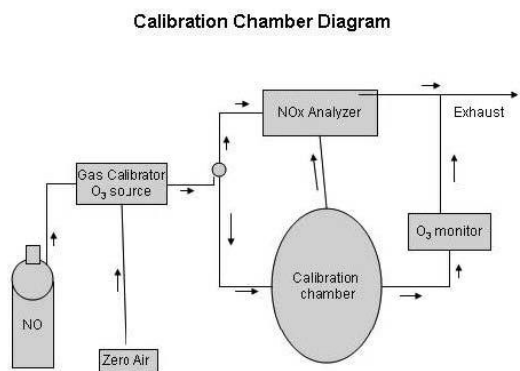 Calibration Chamber Diagram
NOx Analyzer
Exhaust
Gas Calibrator
O₃ source
O₃ monitor
Calibration
chamber
NO
Zero Air